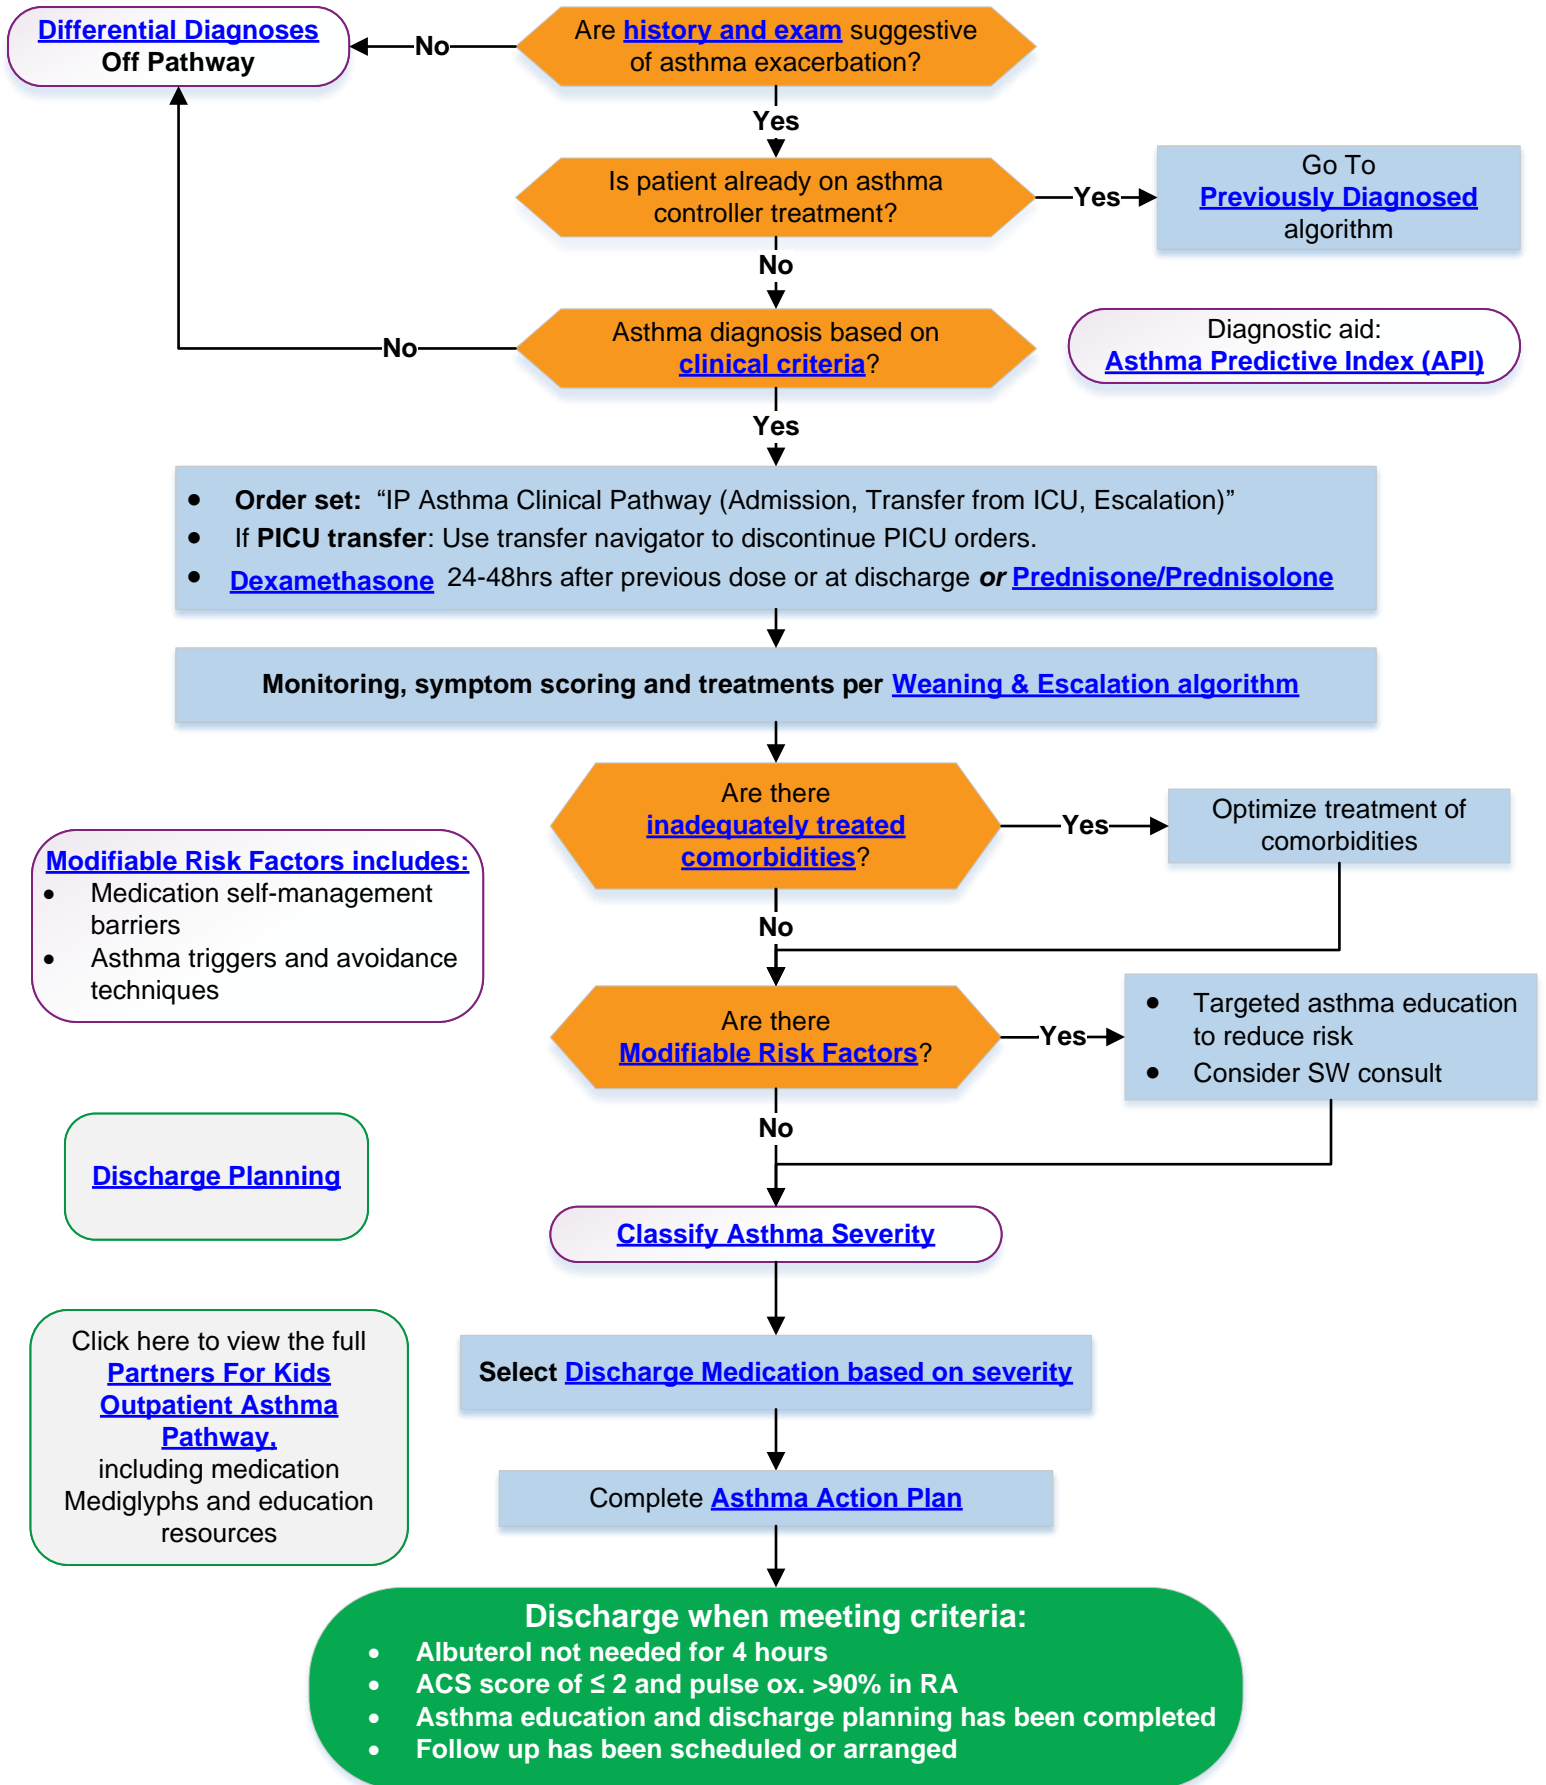 Differential Diagnoses
Off Pathway
No
Are history and exam suggestive
of asthma exacerbation?
Yes
Is patient already on asthma
controller treatment?
Yes
Go To
Previously Diagnosed
algorithm
No
Asthma diagnosis based on
clinical criteria?
No
Diagnostic aid:
Asthma Predictive Index (API)
Yes
• Order set: “IP Asthma Clinical Pathway (Admission, Transfer from ICU, Escalation)”
• If PICU transfer: Use transfer navigator to discontinue PICU orders.
• Dexamethasone 24-48hrs after previous dose or at discharge or Prednisone/Prednisolone
Monitoring, symptom scoring and treatments per Weaning & Escalation algorithm
Are there
inadequately treated
comorbidities?
Yes
Optimize treatment of
comorbidities
Modifiable Risk Factors includes:
• Medication self-management
barriers
• Asthma triggers and avoidance
techniques
No
Are there
Modifiable Risk Factors?
Yes
• Targeted asthma education
to reduce risk
• Consider SW consult
No
Discharge Planning
Classify Asthma Severity
Click here to view the full
Partners For Kids
Outpatient Asthma
Pathway,
including medication
Mediglyphs and education
resources
Select Discharge Medication based on severity
Complete Asthma Action Plan
Discharge when meeting criteria:
• Albuterol not needed for 4 hours
• ACS score of ≤ 2 and pulse ox. >90% in RA
• Asthma education and discharge planning has been completed
• Follow up has been scheduled or arranged